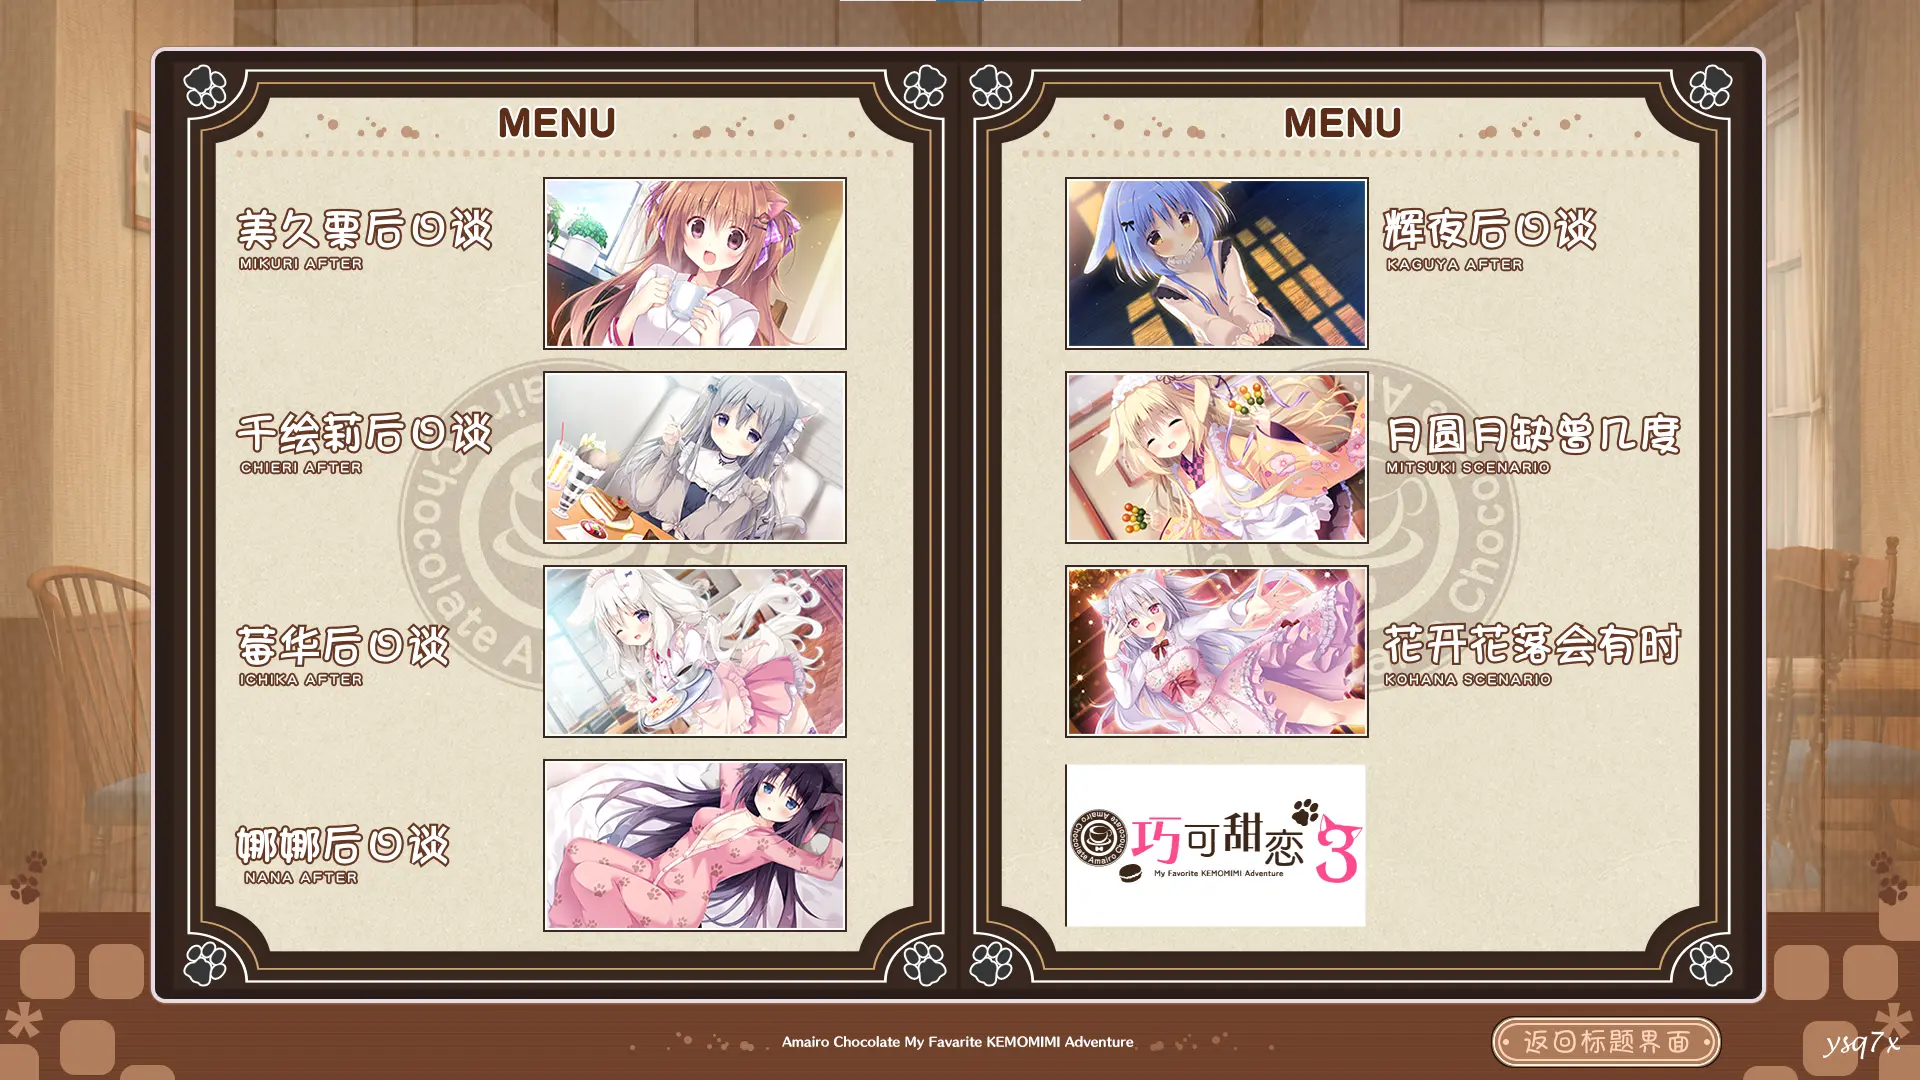 MENU
美久栗后日谈
MIKURI AFTER
千绘莉后日谈
CHIERI AFTER
莓华后日谈
ICHIKA AFTER
娜娜后日谈
NANA AFTER
MENU
辉夜后日谈
KAGUYA AFTER
月圆月缺曾几度
MITSUKI SCENARIO
花开花落会有时
KOHANA SCENARIO
Amairo Chocolate Amairo Chocolate
巧可甜恋3
My Favorite KEMOMIMI Adventure
Amairo Chocolate My Favarite KEMOMIMI Adventure
返回标题界面
ysq7x